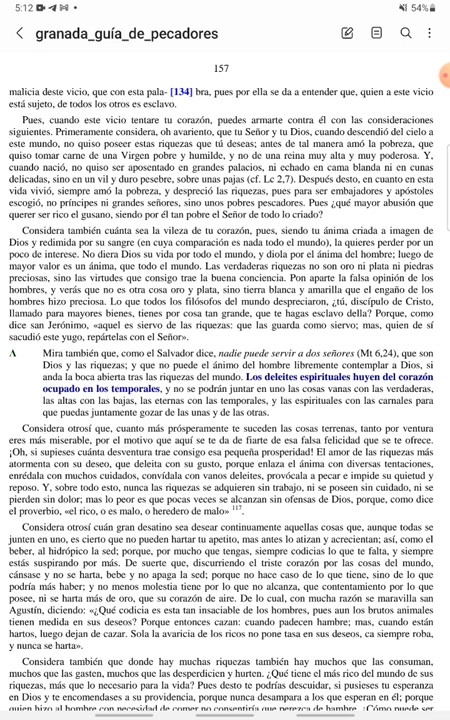 5:12
54%
granada_guía_de_pecadores
157
malicia deste vicio, que con esta pala- [134] bra, pues por ella se da a entender que, quien a este vicio
está sujeto, de todos los otros es esclavo.
Pues, cuando este vicio tentare tu corazón, puedes armarte contra él con las consideraciones
siguientes. Primeramente considera, oh avariento, que tu Señor y tu Dios, cuando descendió del cielo a
este mundo, no quiso poseer estas riquezas que tú deseas; antes de tal manera amó la pobreza, que
quiso tomar carne de una Virgen pobre y humilde, y no de una reina muy alta y muy poderosa. Y,
cuando nació, no quiso ser aposentado en grandes palacios, ni echado en cama blanda ni en cunas
delicadas, sino en un vil y duro pesebre, sobre unas pajas (cf. Lc 2,7). Después desto, en cuanto en esta
vida vivió, siempre amó la pobreza, y despreció las riquezas, pues para ser embajadores y apóstoles
escogió, no príncipes ni grandes señores, sino unos pobres pescadores. Pues ¿qué mayor abusión que
querer ser rico el gusano, siendo por él tan pobre el Señor de todo lo criado?
Considera también cuánta sea la vileza de tu corazón, pues, siendo tu ánima criada a imagen de
Dios y redimida por su sangre (en cuya comparación es nada todo el mundo), la quieres perder por un
poco de interese. No diera Dios su vida por todo el mundo, y diola por el ánima del hombre; luego de
mayor valor es un ánima, que todo el mundo. Las verdaderas riquezas no son oro ni plata ni piedras
preciosas, sino las virtudes que consigo trae la buena conciencia. Pon aparte la falsa opinión de los
hombres, y verás que no es otra cosa oro y plata, sino tierra blanca y amarilla que el engaño de los
hombres hizo preciosa. Lo que todos los filósofos del mundo despreciaron, ¿tú, discípulo de Cristo,
llamado para mayores bienes, tienes por cosa tan grande, que te hagas esclavo della? Porque, como
dice san Jerónimo, «aquel es siervo de las riquezas: que las guarda como siervo; mas, quien de sí
sacudió este yugo, repártelas con el Señor».
Λ Mira también que, como el Salvador dice, nadie puede servir a dos señores (Mt 6,24), que son
Dios y las riquezas; y que no puede el ánimo del hombre libremente contemplar a Dios, si
anda la boca abierta tras las riquezas del mundo. Los deleites espirituales huyen del corazón
ocupado en los temporales, y no se podrán juntar en uno las cosas vanas con las verdaderas,
las altas con las bajas, las eternas con las temporales, y las espirituales con las carnales para
que puedas juntamente gozar de las unas y de las otras.
Considera otrosí que, cuanto más prósperamente te suceden las cosas terrenas, tanto por ventura
eres más miserable, por el motivo que aquí se te da de fiarte de esa falsa felicidad que se te ofrece.
¡Oh, si supieses cuánta desventura trae consigo esa pequeña prosperidad! El amor de las riquezas más
atormenta con su deseo, que deleita con su gusto, porque enlaza el ánima con diversas tentaciones,
enrédala con muchos cuidados, convídala con vanos deleites, provócala a pecar e impide su quietud y
reposo. Y, sobre todo esto, nunca las riquezas se adquieren sin trabajo, ni se poseen sin cuidado, ni se
pierden sin dolor; mas lo peor es que pocas veces se alcanzan sin ofensas de Dios, porque, como dice
el proverbio, «el rico, o es malo, o heredero de malo» 117.
Considera otrosí cuán gran desatino sea desear continuamente aquellas cosas que, aunque todas se
junten en uno, es cierto que no pueden hartar tu apetito, mas antes lo atizan y acrecientan; así, como el
beber, al hidrópico la sed; porque, por mucho que tengas, siempre codicias lo que te falta, y siempre
estás suspirando por más. De suerte que, discurriendo el triste corazón por las cosas del mundo,
cánsase y no se harta, bebe y no apaga la sed; porque no hace caso de lo que tiene, sino de lo que
podría más haber; y no menos molestia tiene por lo que no alcanza, que contentamiento por lo que
posee, ni se harta más de oro, que su corazón de aire. De lo cual, con mucha razón se maravilla san
Agustín, diciendo: «¿Qué codicia es esta tan insaciable de los hombres, pues aun los brutos animales
tienen medida en sus deseos? Porque entonces cazan: cuando padecen hambre; mas, cuando están
hartos, luego dejan de cazar. Sola la avaricia de los ricos no pone tasa en sus deseos, ca siempre roba,
y nunca se harta».
Considera también que donde hay muchas riquezas también hay muchos que las consuman,
muchos que las gasten, muchos que las desperdicien y hurten. ¿Qué tiene el más rico del mundo de sus
riquezas, más que lo necesario para la vida? Pues desto te podrías descuidar, si pusieses tu esperanza
en Dios y te encomendases a su providencia, porque nunca desampara a los que esperan en él; porque
quien hizo al hombre con necesidad de comer no consentiría que perezca de hambre. ¿Cómo puede ser